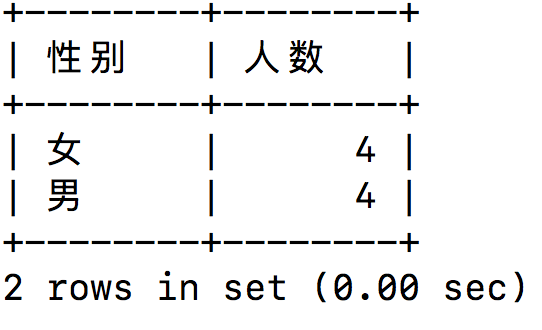 +--------+--------+
| 性别   | 人数   |
+--------+--------+
| 女     |      4 |
| 男     |      4 |
+--------+--------+
2 rows in set (0.00 sec)